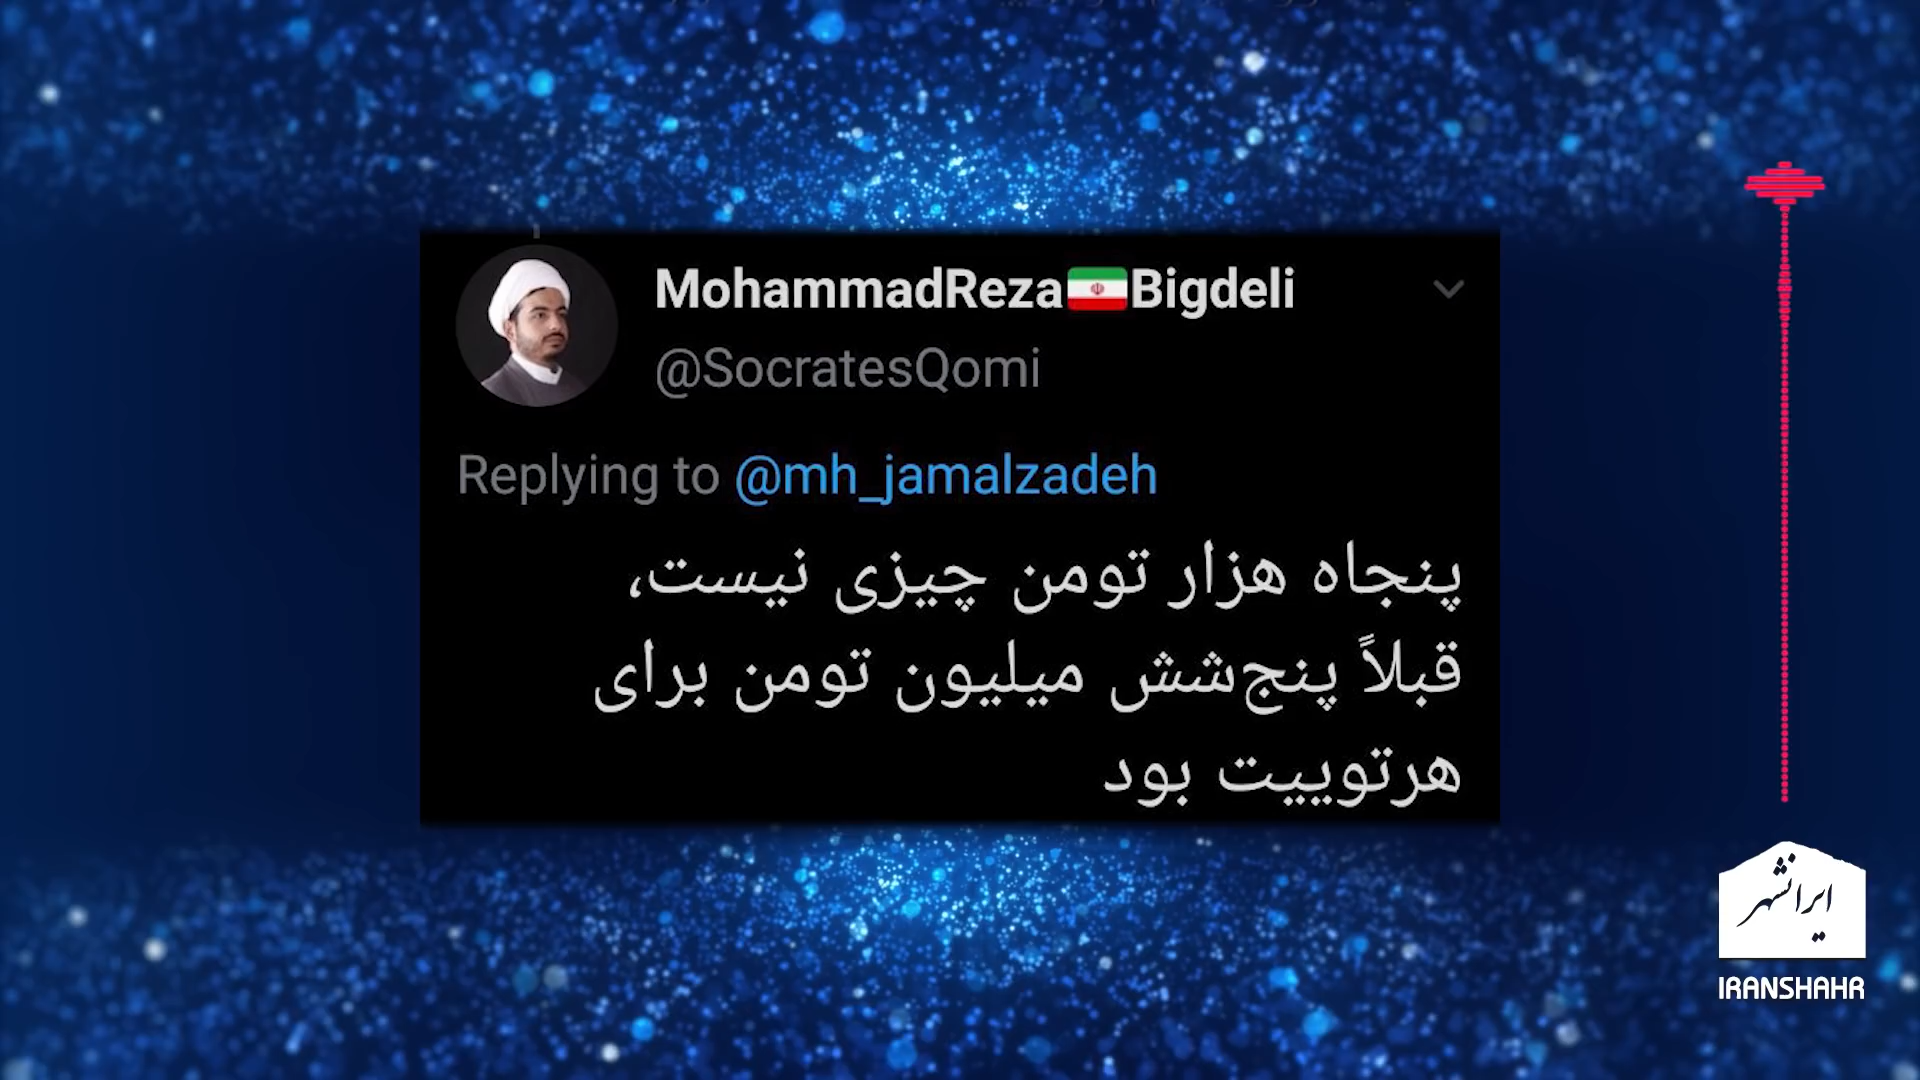 MohammadReza🇮🇷Bigdeli
@SocratesQomi
Replying to @mh_jamalzadeh
پنجاه هزار تومن چیزی نیست،
قبلاً پنج‌شش میلیون تومن برای
هرتوییت بود
ایرانشهر
IRANSHAHR